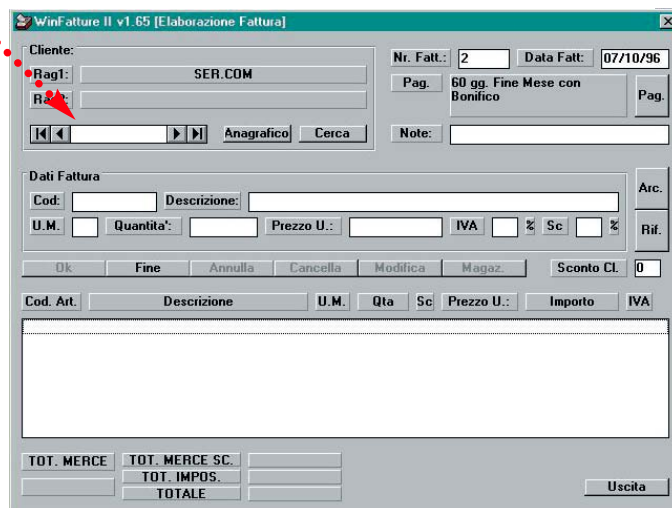 WinFatture II v1.65 [Elaborazione Fattura]
Cliente:
Rag1: SER.COM
Nr. Fatt.: 2 Data Fatt: 07/10/96
Pag. 60 gg. Fine Mese con
Bonifico
Pag.
Anagrafico Cerca
Note:
Dati Fattura
Cod: Descrizione:
Arc.
U.M. Quantita': Prezzo U.: IVA % Sc %
Rif.
Ok Fine Annulla Cancella Modifica Magaz. Sconto Cl. 0
Cod. Art. Descrizione U.M. Qta Sc Prezzo U.: Importo IVA
TOT. MERCE TOT. MERCE SC.
TOT. IMPOS.
TOTALE
Uscita